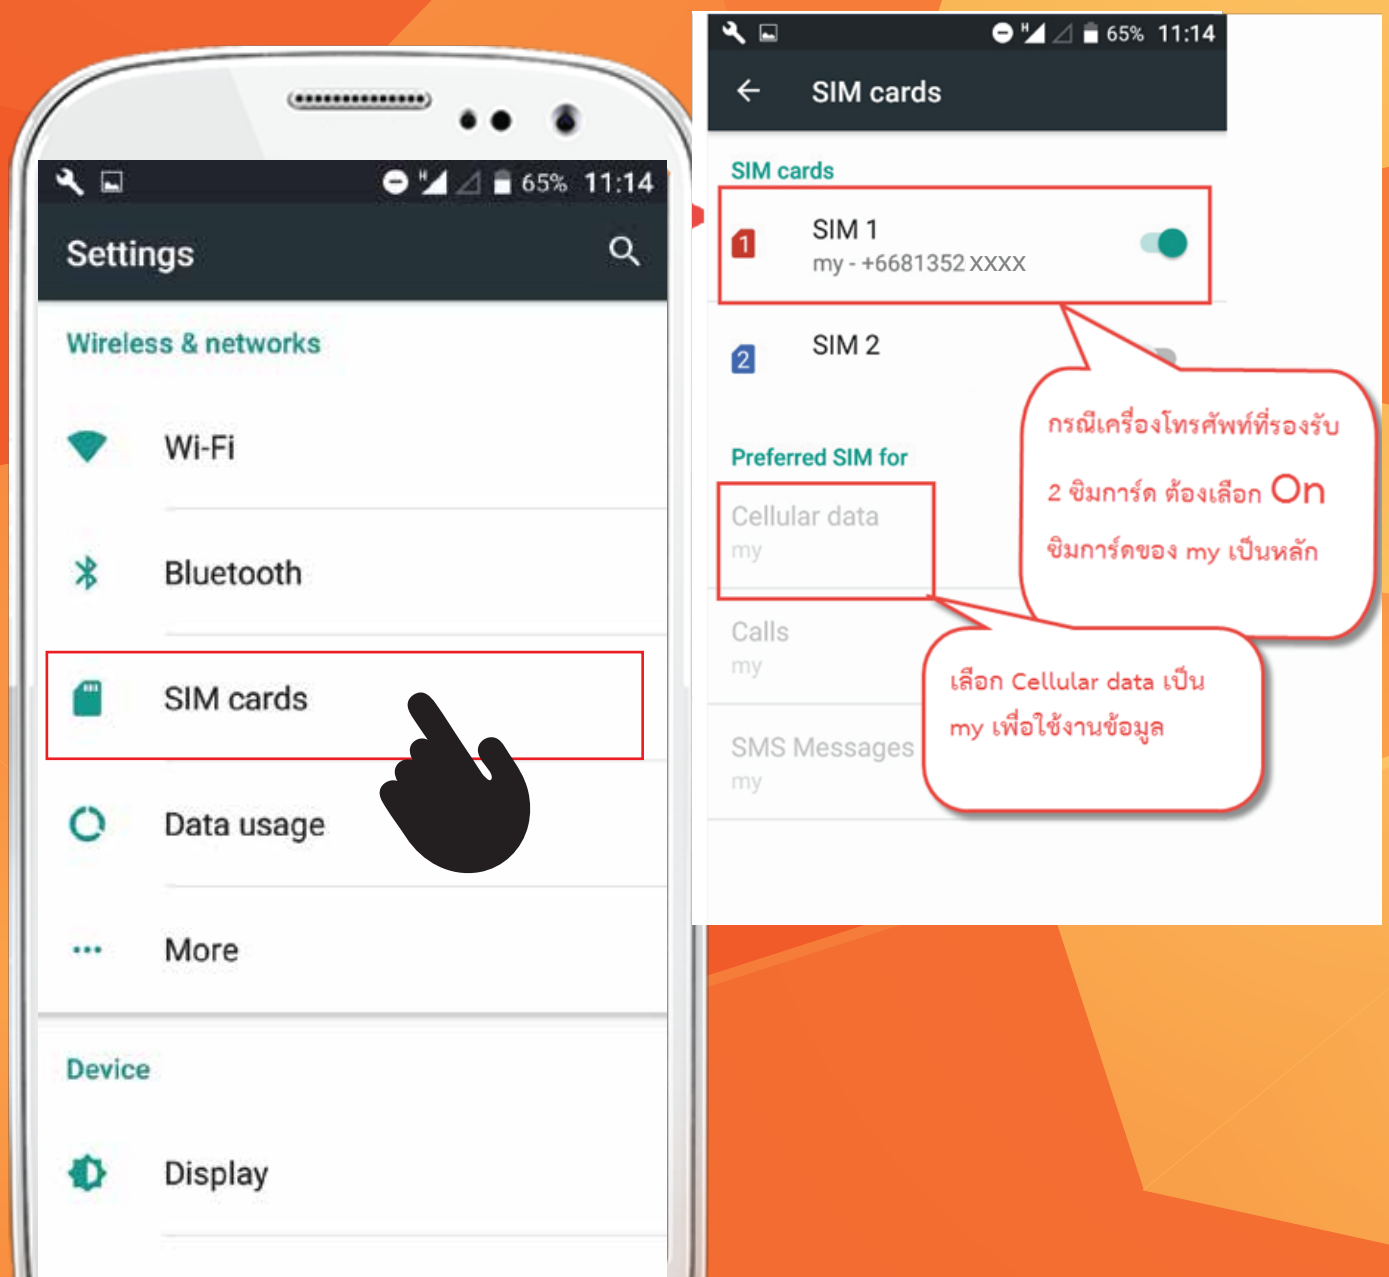 65% 11:14
Settings
Wireless & networks
Wi-Fi
Bluetooth
SIM cards
Data usage
More
Device
Display
H 65% 11:14
SIM cards
SIM cards
1
SIM 1
my - +6681352 XXXX
2
SIM 2
กรณีเครื่องโทรศัพท์ที่รองรับ
2 ซิมการ์ด ต้องเลือก On
ซิมการ์ดของ my เป็นหลัก
Preferred SIM for
Cellular data
my
Calls
my
เลือก Cellular data เป็น
my เพื่อใช้งานข้อมูล
SMS Messages
my